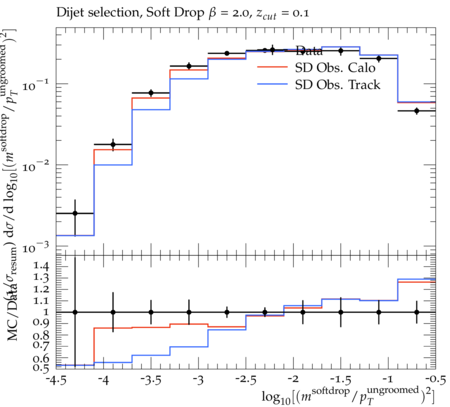 Dijet selection, Soft Drop β = 2.0, z_cut = 0.1
dσ/d log₁₀[(m^softdrop/p_T^ungroomed)²]
10⁻¹
10⁻²
10⁻³
Data
SD Obs. Calo
SD Obs. Track
MC/Data
1.4
1.3
1.2
1.1
1
0.9
0.8
0.7
0.6
0.5
-4.5 -4 -3.5 -3 -2.5 -2 -1.5 -1 -0.5
log₁₀[(m^softdrop/p_T^ungroomed)²]